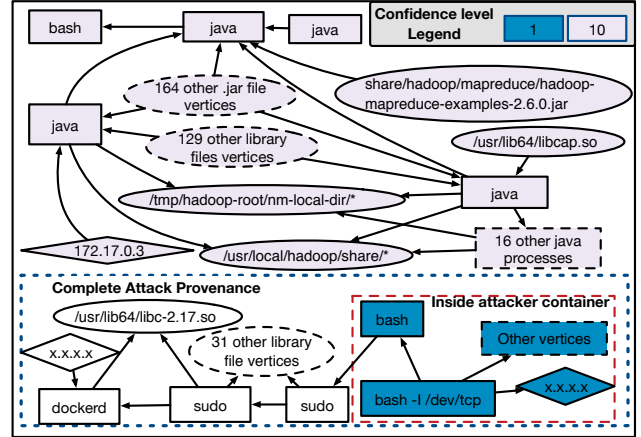 Confidence level
Legend
1
10
bash
java
java
164 other .jar file
vertices
share/hadoop/mapreduce/hadoop-
mapreduce-examples-2.6.0.jar
java
129 other library
files vertices
/usr/lib64/libcap.so
/tmp/hadoop-root/nm-local-dir/*
java
172.17.0.3
/usr/local/hadoop/share/*
16 other java
processes
Complete Attack Provenance
Inside attacker container
/usr/lib64/libc-2.17.so
bash
31 other library
file vertices
Other vertices
x.x.x.x
x.x.x.x
dockerd
sudo
sudo
bash -I /dev/tcp